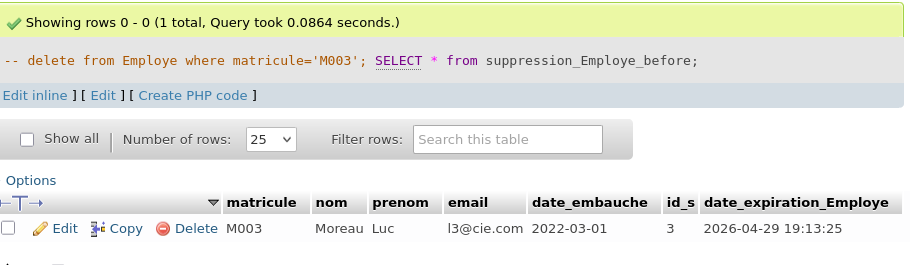 Showing rows 0 - 0 (1 total, Query took 0.0864 seconds.)
-- delete from Employe where matricule='M003'; SELECT * from suppression_Employe_before;
Edit inline ] [ Edit ] [ Create PHP code ]
Show all Number of rows: 25 Filter rows: Search this table
Options
←T→ matricule nom prenom email date_embauche id_s date_expiration_Employe
Edit Copy Delete M003 Moreau Luc l3@cie.com 2022-03-01 3 2026-04-29 19:13:25